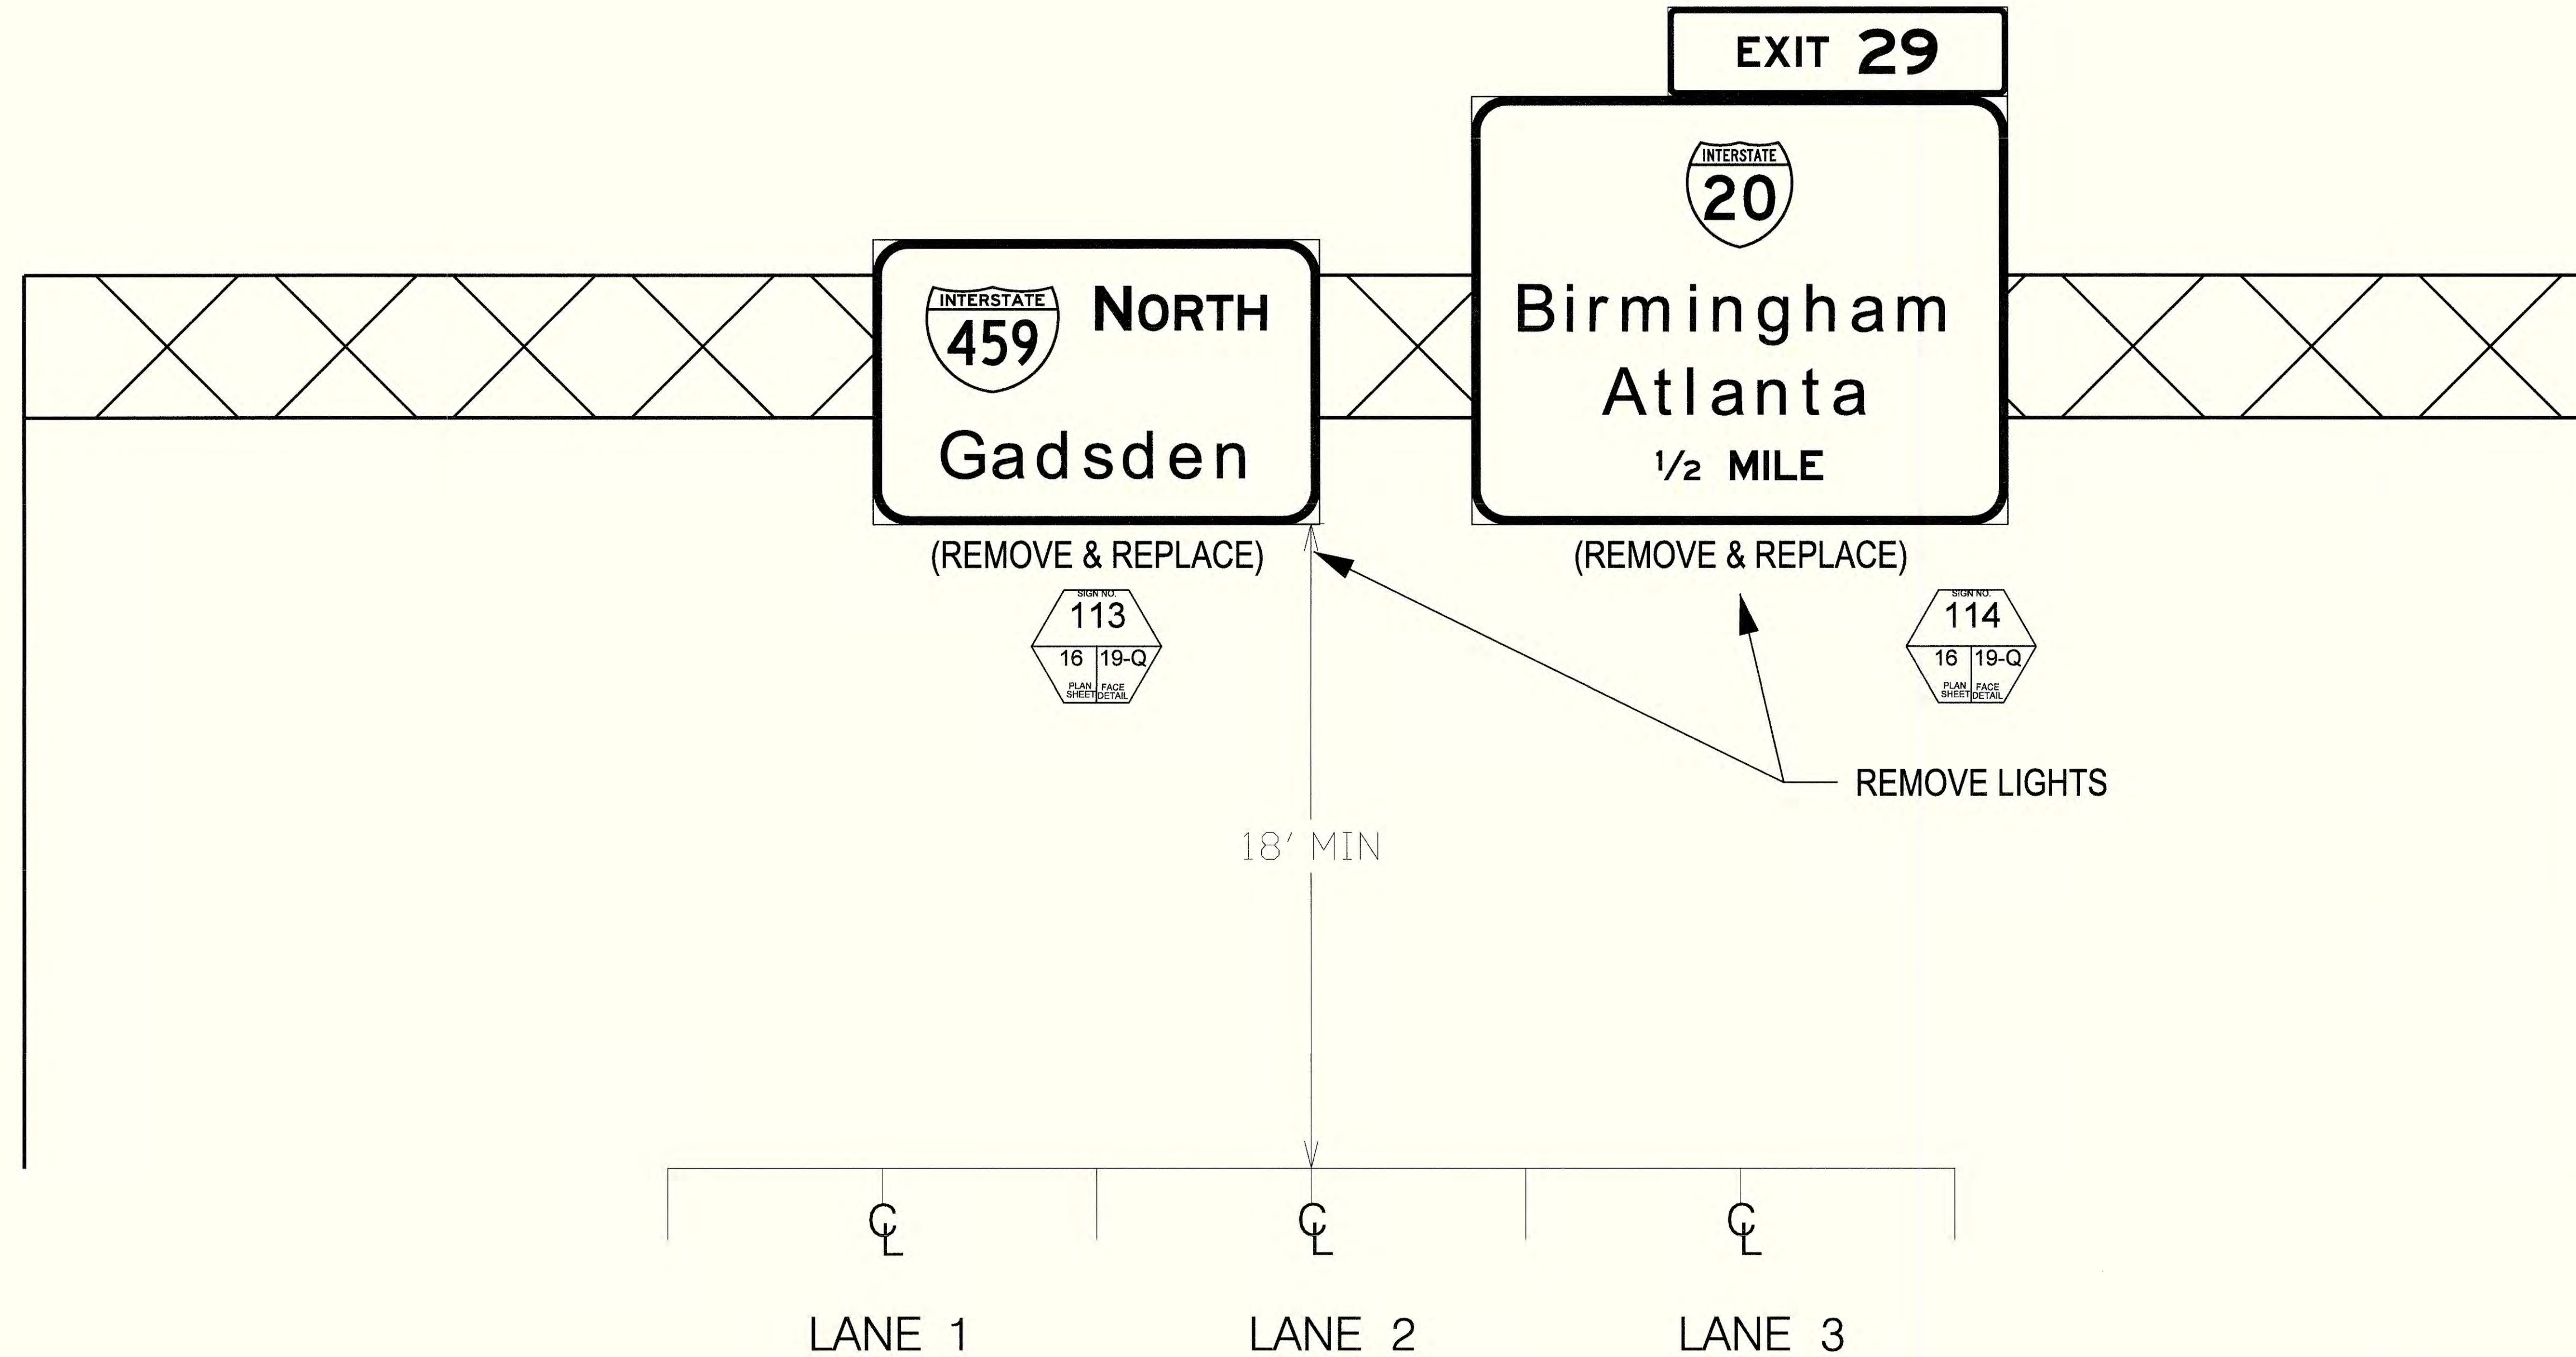 EXIT 29
INTERSTATE
20
Birmingham
Atlanta
1/2 MILE
(REMOVE & REPLACE)
SIGN NO.
114
16 19-Q
PLAN SHEET FACE DETAIL
INTERSTATE
459
NORTH
Gadsden
(REMOVE & REPLACE)
SIGN NO.
113
16 19-Q
PLAN SHEET FACE DETAIL
REMOVE LIGHTS
18' MIN
CL CL CL
LANE 1 LANE 2 LANE 3